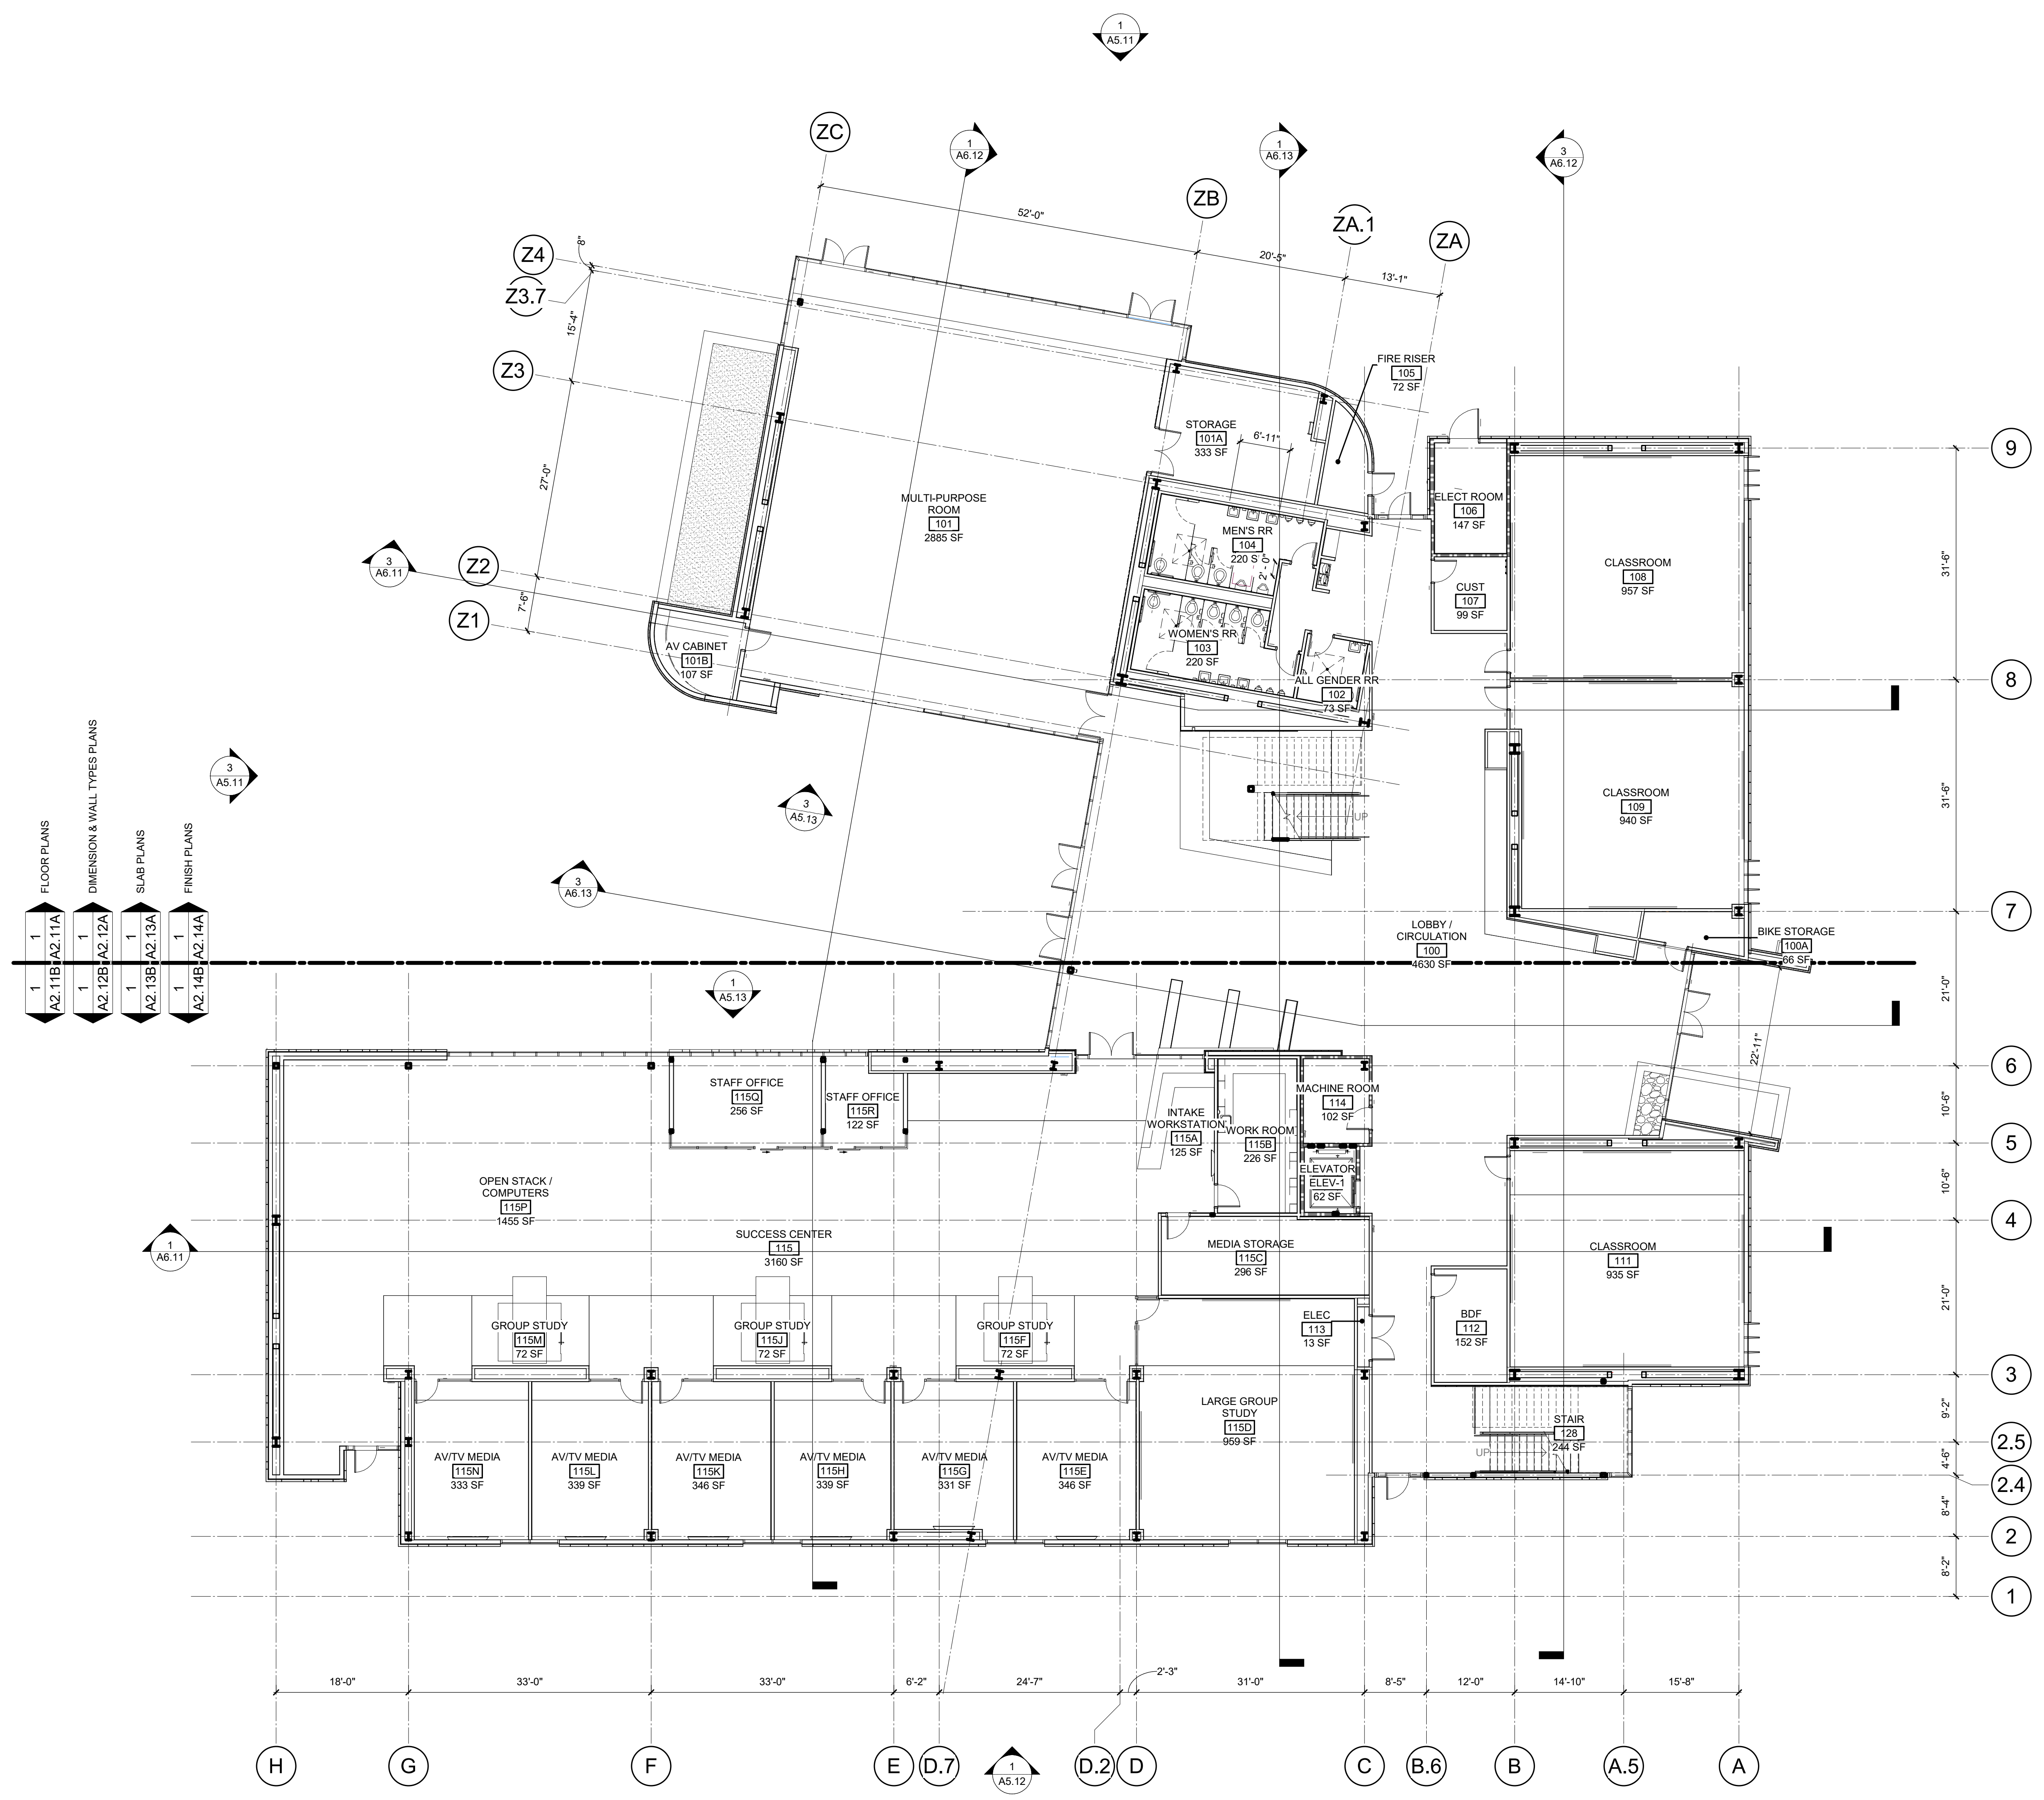 1
A5.11
ZC
1
A6.12
1
A6.13
3
A6.12
ZB
ZA.1
ZA
52'-0"
20'-5"
13'-1"
Z4
8"
Z3.7
15'-4"
Z3
27'-0"
Z2
7'-6"
Z1
3
A6.11
FIRE RISER
105
72 SF
STORAGE
101A
333 SF
6'-11"
9
MULTI-PURPOSE
ROOM
101
2885 SF
ELECT ROOM
106
147 SF
MEN'S RR
104
220 S
2'-0"
CLASSROOM
108
957 SF
31'-6"
CUST
107
99 SF
WOMEN'S RR
103
220 SF
AV CABINET
101B
107 SF
ALL GENDER RR
102
73 SF
8
3
A5.11
3
A5.13
UP
CLASSROOM
109
940 SF
31'-6"
FLOOR PLANS
DIMENSION & WALL TYPES PLANS
SLAB PLANS
FINISH PLANS
1
A2.11A
1
A2.12A
1
A2.13A
1
A2.14A
1
A2.11B
1
A2.12B
1
A2.13B
1
A2.14B
3
A6.13
7
LOBBY /
CIRCULATION
100
4630 SF
BIKE STORAGE
100A
66 SF
1
A5.13
21'-0"
22'-11"
6
STAFF OFFICE
115Q
256 SF
STAFF OFFICE
115R
122 SF
INTAKE
WORKSTATION
115A
125 SF
WORK ROOM
115B
226 SF
MACHINE ROOM
114
102 SF
10'-6"
5
ELEVATOR
ELEV-1
62 SF
10'-6"
OPEN STACK /
COMPUTERS
115P
1455 SF
4
SUCCESS CENTER
115
3160 SF
MEDIA STORAGE
115C
296 SF
CLASSROOM
111
935 SF
1
A6.11
21'-0"
GROUP STUDY
115M
72 SF
GROUP STUDY
115J
72 SF
GROUP STUDY
115F
72 SF
ELEC
113
13 SF
BDF
112
152 SF
3
LARGE GROUP
STUDY
115D
959 SF
9'-2"
STAIR
128
244 SF
UP
2.5
4'-6"
2.4
AV/TV MEDIA
115N
333 SF
AV/TV MEDIA
115L
339 SF
AV/TV MEDIA
115K
346 SF
AV/TV MEDIA
115H
339 SF
AV/TV MEDIA
115G
331 SF
AV/TV MEDIA
115E
346 SF
8'-4"
2
8'-2"
1
18'-0"
33'-0"
33'-0"
6'-2"
24'-7"
2'-3"
31'-0"
8'-5"
12'-0"
14'-10"
15'-8"
H
G
F
E
D.7
D.2
D
C
B.6
B
A.5
A
1
A5.12